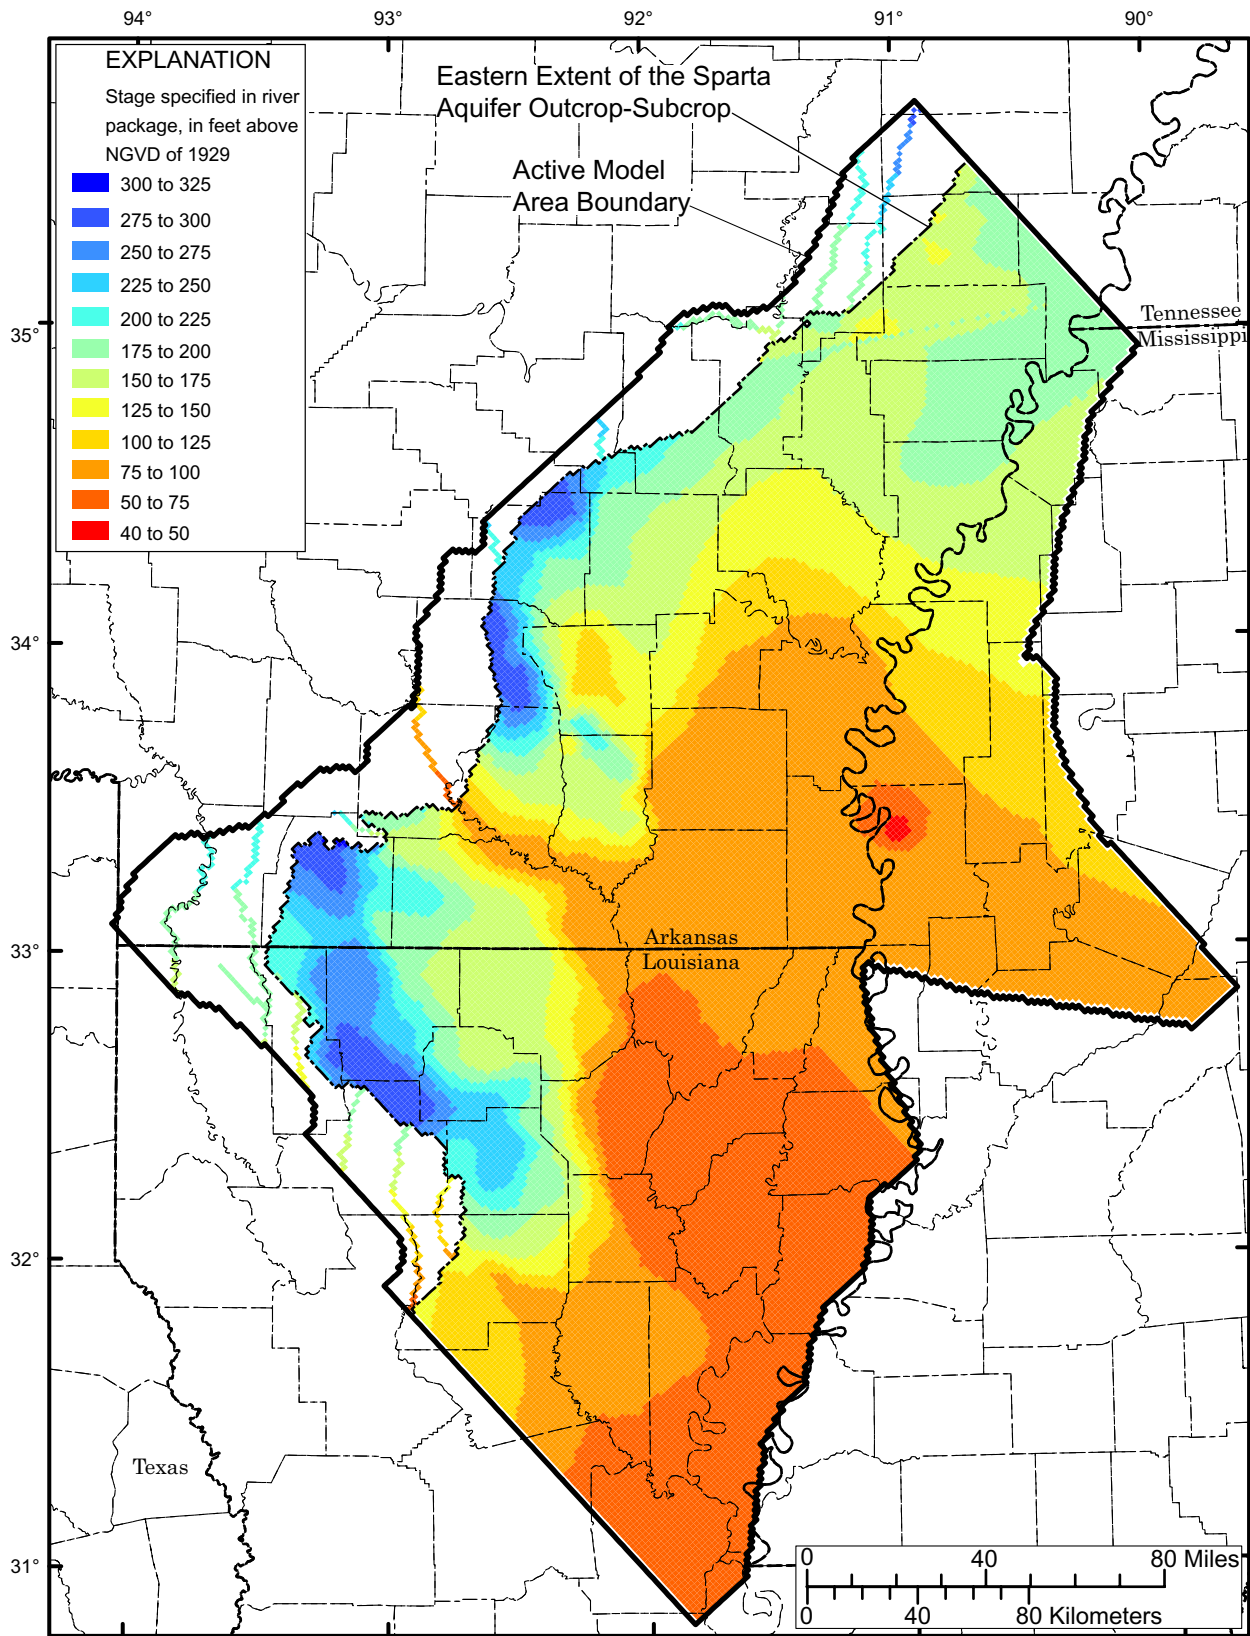 94°
93°
92°
91°
90°
EXPLANATION
Stage specified in river
package, in feet above
NGVD of 1929
300 to 325
275 to 300
250 to 275
225 to 250
200 to 225
175 to 200
150 to 175
125 to 150
100 to 125
75 to 100
50 to 75
40 to 50
Eastern Extent of the Sparta
Aquifer Outcrop-Subcrop
Active Model
Area Boundary
35°
Tennessee
Mississippi
34°
33°
Arkansas
Louisiana
32°
Texas
31°
0 40 80 Miles
0 40 80 Kilometers